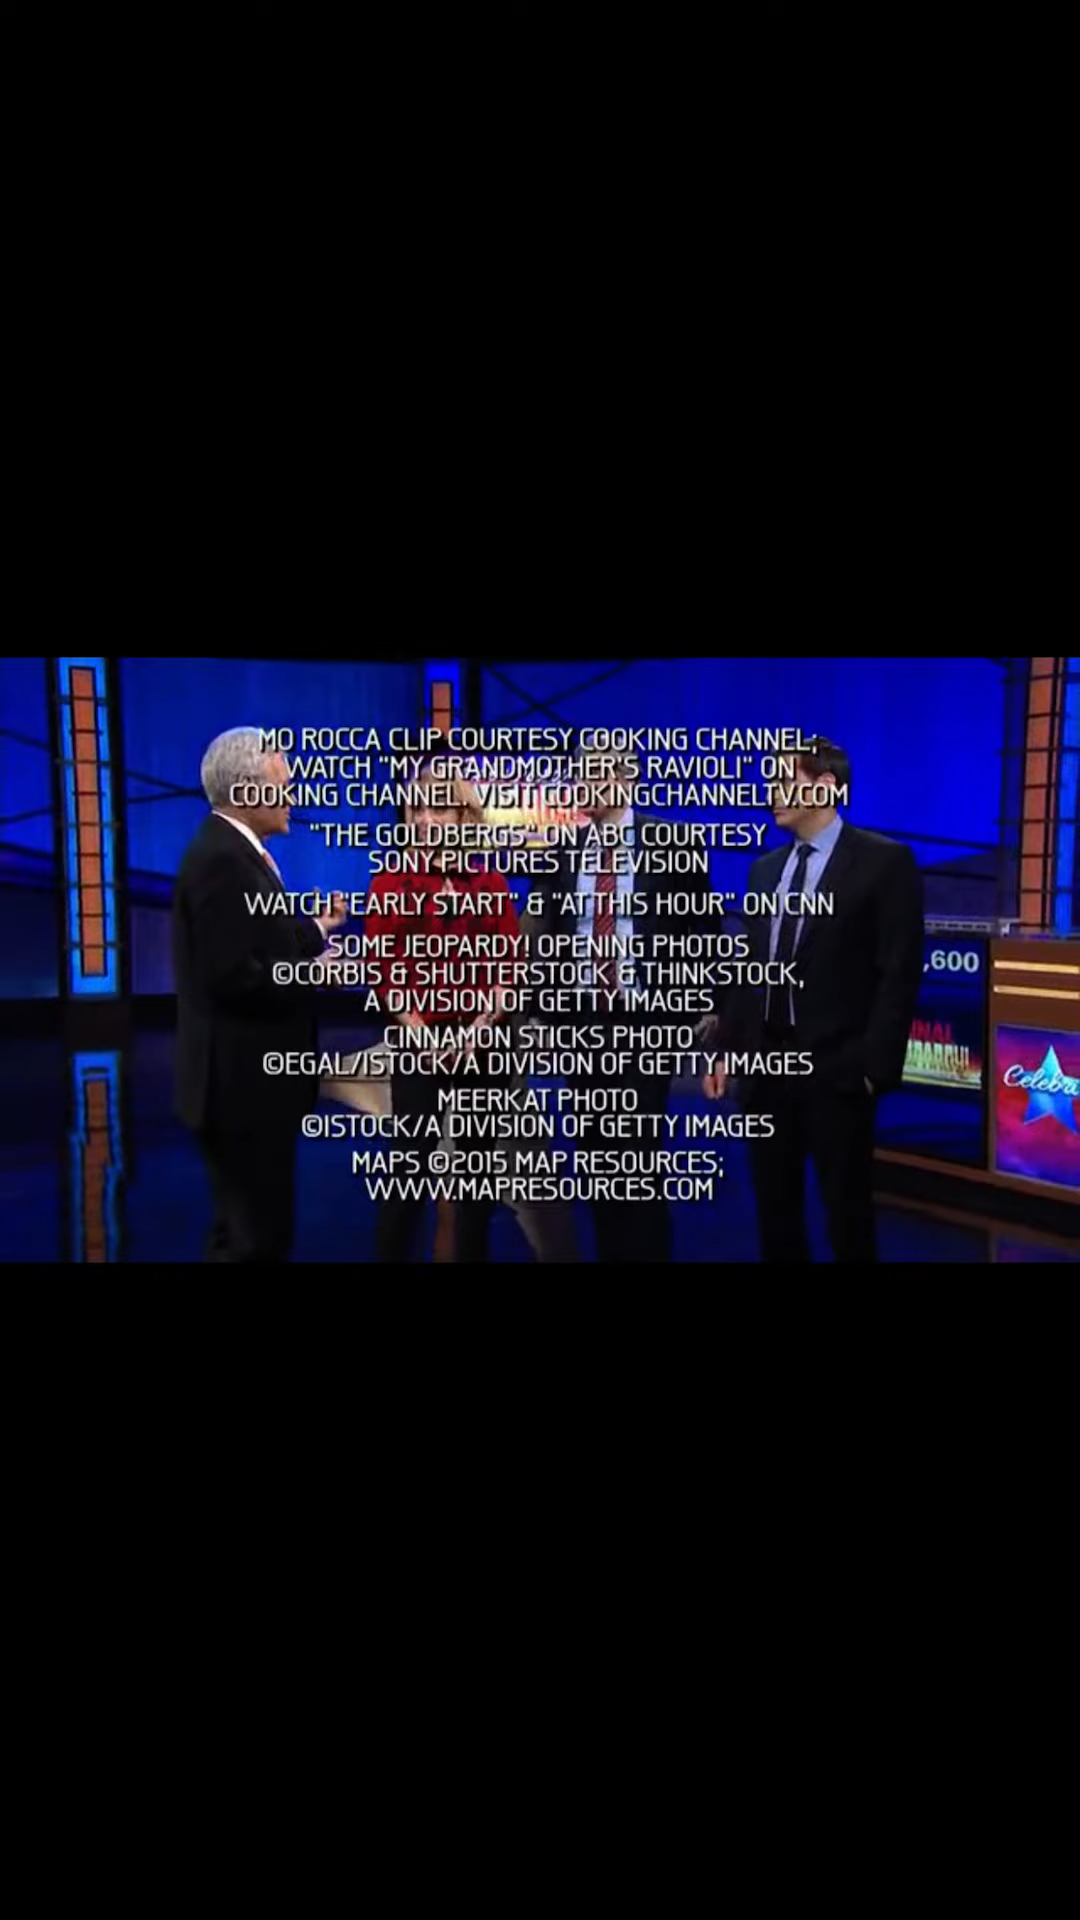 MO ROCCA CLIP COURTESY COOKING CHANNEL;
WATCH "MY GRANDMOTHER'S RAVIOLI" ON
COOKING CHANNEL. VISIT COOKINGCHANNELTV.COM
"THE GOLDBERGS" ON ABC COURTESY
SONY PICTURES TELEVISION
WATCH "EARLY START" & "AT THIS HOUR" ON CNN
SOME JEOPARDY! OPENING PHOTOS
©CORBIS & SHUTTERSTOCK & THINKSTOCK,
A DIVISION OF GETTY IMAGES
CINNAMON STICKS PHOTO
©EGAL/ISTOCK/A DIVISION OF GETTY IMAGES
MEERKAT PHOTO
©ISTOCK/A DIVISION OF GETTY IMAGES
MAPS ©2015 MAP RESOURCES;
WWW.MAPRESOURCES.COM
,600
Celebr